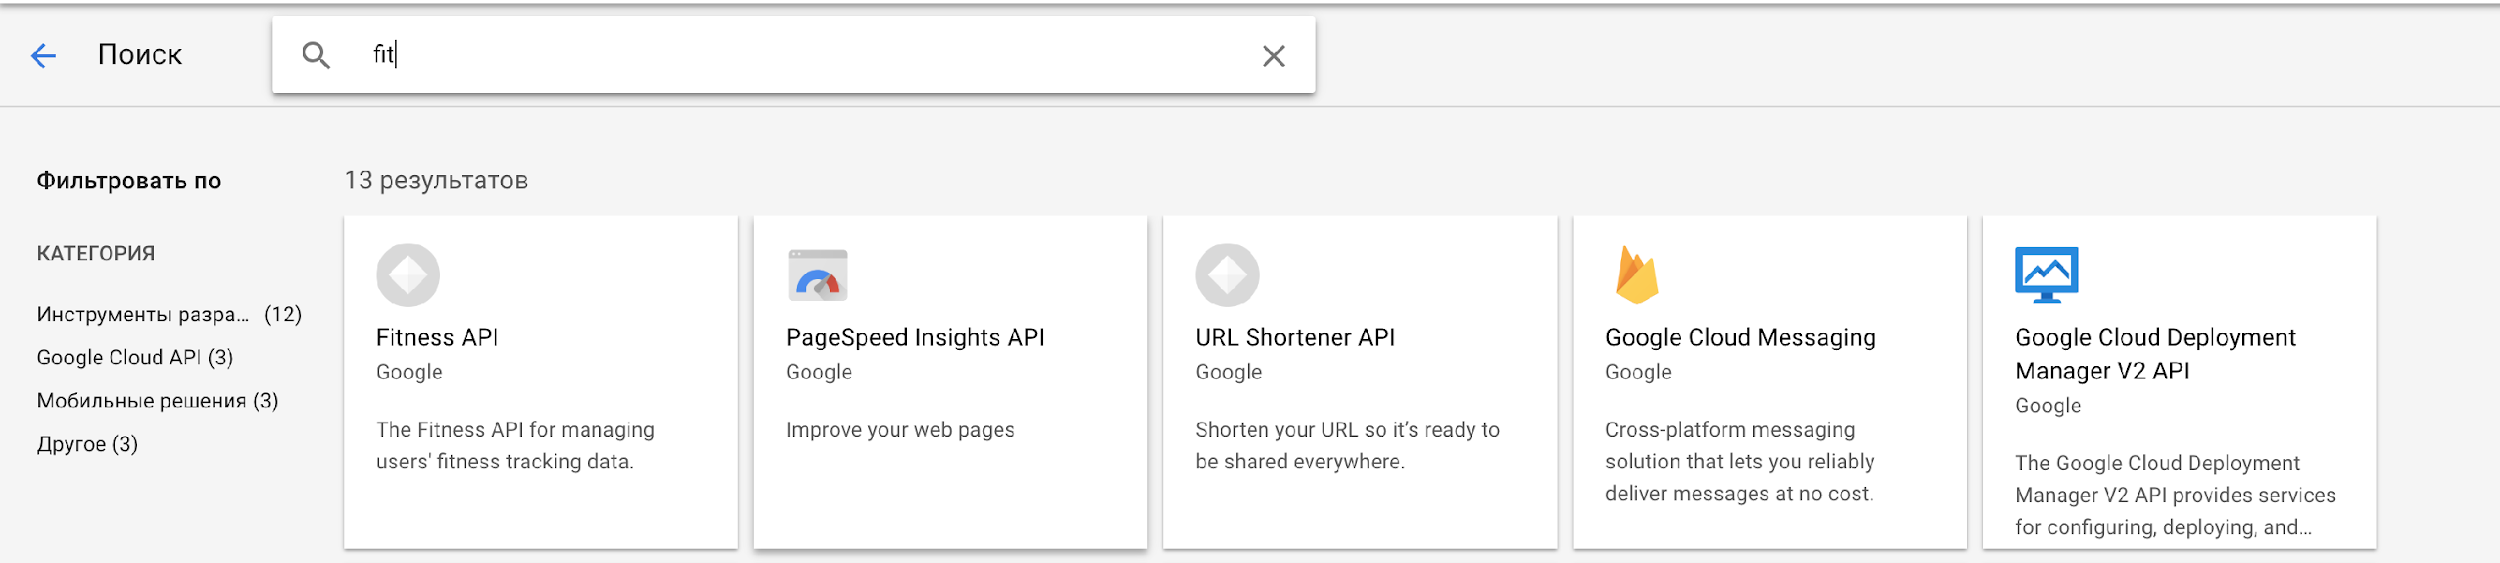 Поиск
fit
Фильтровать по
КАТЕГОРИЯ
Инструменты разра... (12)
Google Cloud API (3)
Мобильные решения (3)
Другое (3)
13 результатов
Fitness API
Google
The Fitness API for managing
users' fitness tracking data.
PageSpeed Insights API
Google
Improve your web pages
URL Shortener API
Google
Shorten your URL so it’s ready to
be shared everywhere.
Google Cloud Messaging
Google
Cross-platform messaging
solution that lets you reliably
deliver messages at no cost.
Google Cloud Deployment
Manager V2 API
Google
The Google Cloud Deployment
Manager V2 API provides services
for configuring, deploying, and...